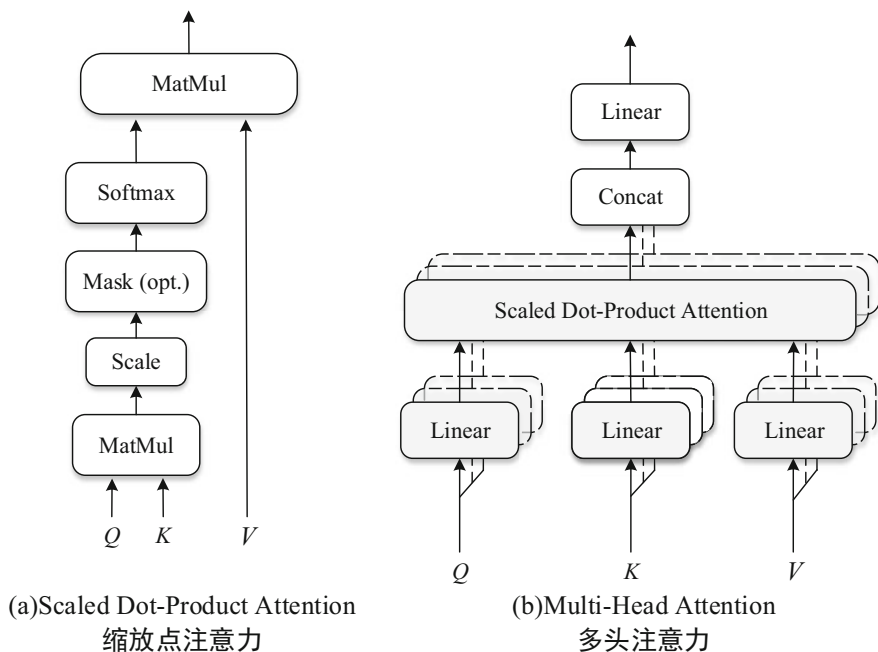 MatMul
Softmax
Mask (opt.)
Scale
MatMul
Q K V
(a)Scaled Dot-Product Attention
缩放点注意力
Linear
Concat
Scaled Dot-Product Attention
Linear Linear Linear
Q K V
(b)Multi-Head Attention
多头注意力